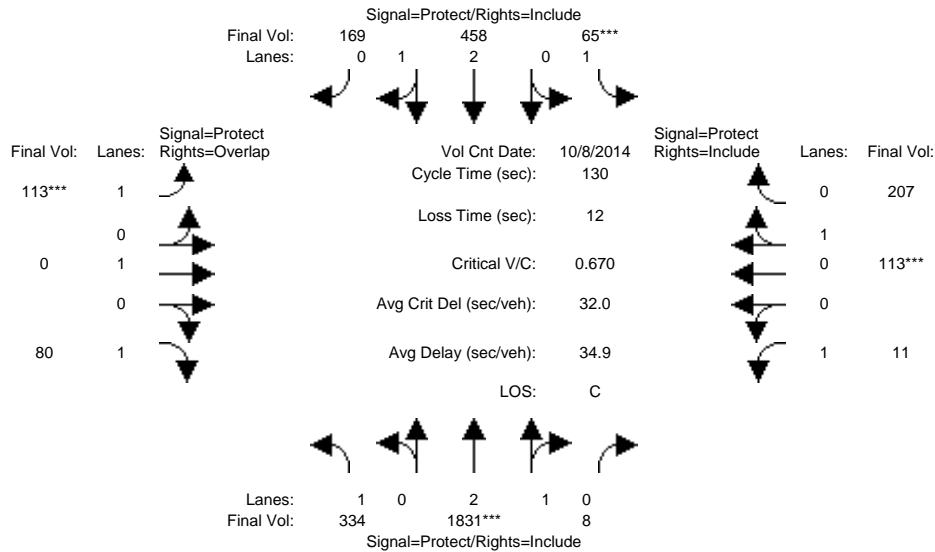 Signal=Protect/Rights=Include
Final Vol: 169 458 65***
Lanes: 0 1 2 0 1
Signal=Protect Signal=Protect
Final Vol: Lanes: Rights=Overlap Vol Cnt Date: 10/8/2014 Rights=Include Lanes: Final Vol:
113*** 1 Cycle Time (sec): 130 0 207
Loss Time (sec): 12
0 1
0 1 Critical V/C: 0.670 0 113***
0 Avg Crit Del (sec/veh): 32.0 0
80 1 Avg Delay (sec/veh): 34.9 1 11
LOS: C
Lanes: 1 0 2 1 0
Final Vol: 334 1831*** 8
Signal=Protect/Rights=Include